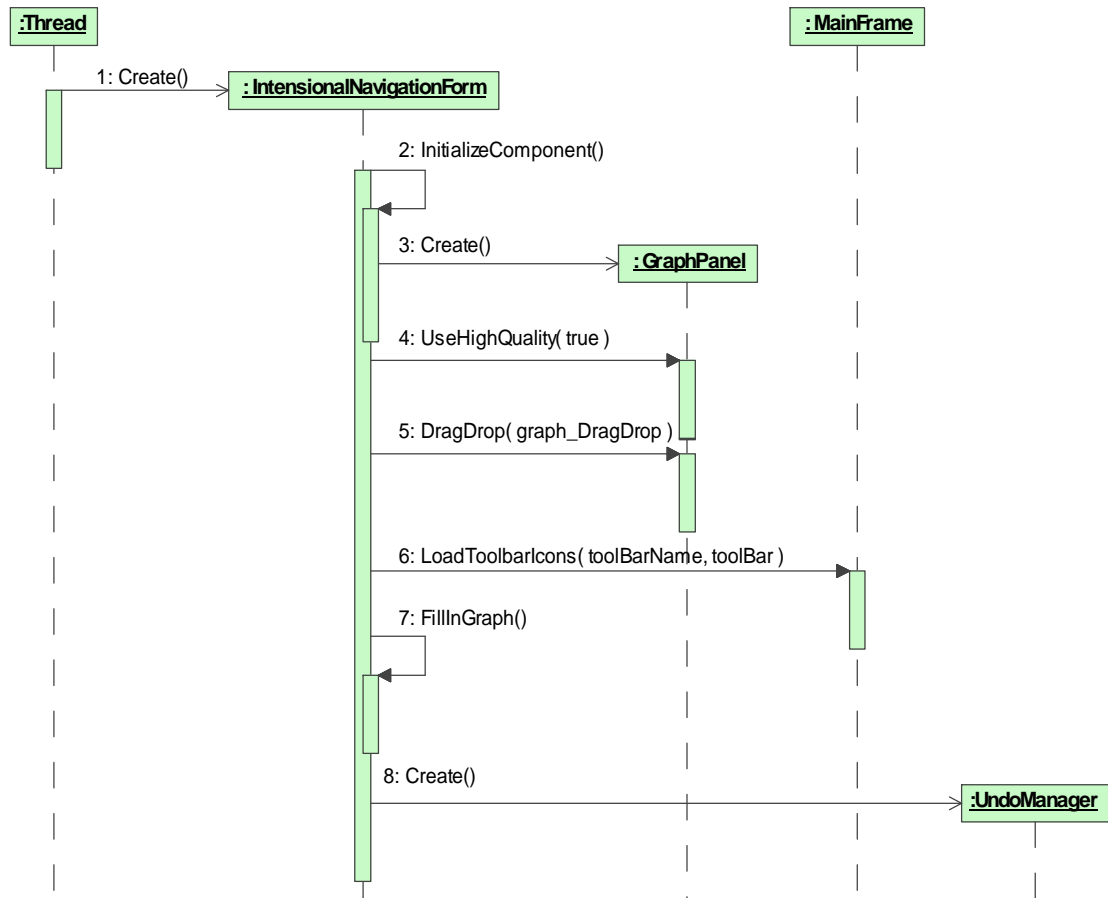 :Thread
: MainFrame
1: Create()
: IntensionalNavigationForm
2: InitializeComponent()
3: Create()
: GraphPanel
4: UseHighQuality( true )
5: DragDrop( graph_DragDrop )
6: LoadToolbarIcons( toolBarName, toolBar )
7: FillInGraph()
8: Create()
:UndoManager